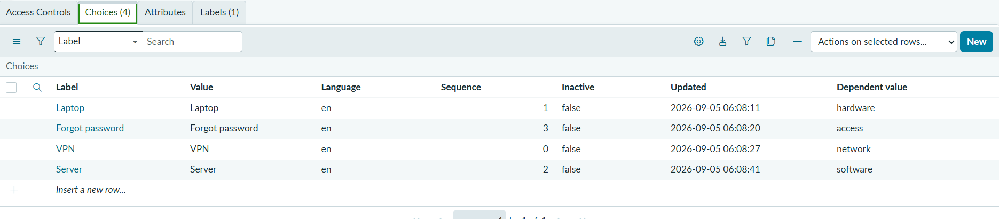 Access Controls Choices (4) Attributes Labels (1)
Label Search Actions on selected rows... New
Choices
Label Value Language Sequence Inactive Updated Dependent value
Laptop Laptop en 1 false 2026-09-05 06:08:11 hardware
Forgot password Forgot password en 3 false 2026-09-05 06:08:20 access
VPN VPN en 0 false 2026-09-05 06:08:27 network
Server Server en 2 false 2026-09-05 06:08:41 software
Insert a new row...